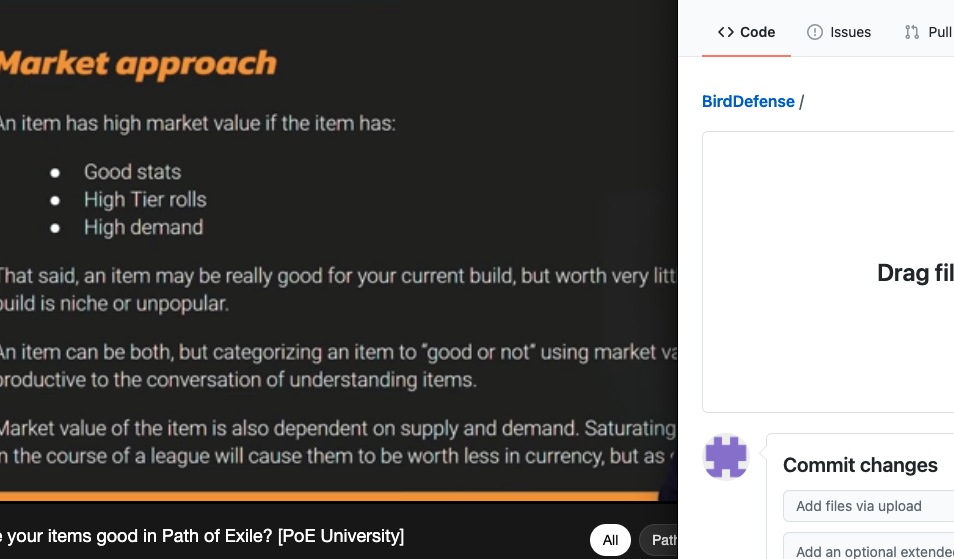 Market approach
An item has high market value if the item has:
Good stats
High Tier rolls
High demand
That said, an item may be really good for your current build, but worth very
build is niche or unpopular.
An item can be both, but categorizing an item to "good or not" using market
productive to the conversation of understanding items.
Market value of the item is also dependent on supply and demand. Saturating
in the course of a league will cause them to be worth less in currency, but as
your items good in Path of Exile? [PoE University]
All
Code
Issues
Pull
BirdDefense /
Drag
Commit changes
Add files via upload
Add an optional